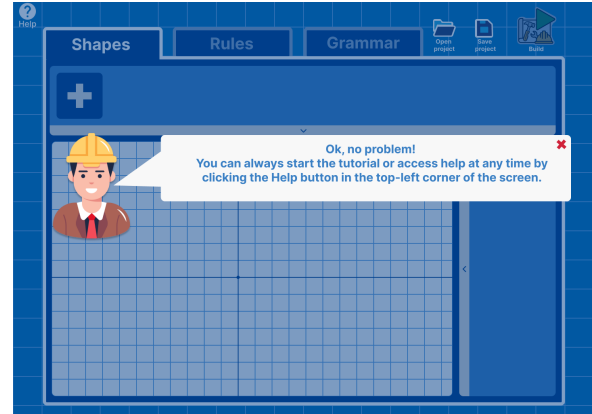 Help
Shapes
Rules
Grammar
Open
project
Save
project
Build
Ok, no problem!
You can always start the tutorial or access help at any time by
clicking the Help button in the top-left corner of the screen.